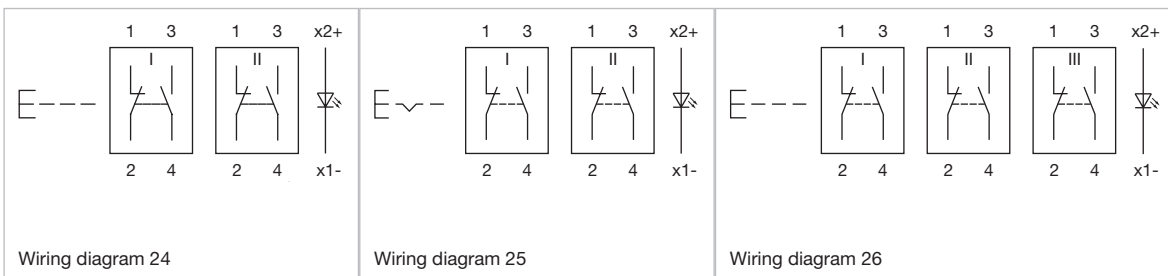 1 3 1 3 x2+
I II
2 4 2 4 x1-
Wiring diagram 24
1 3 1 3 x2+
I II
2 4 2 4 x1-
Wiring diagram 25
1 3 1 3 1 3 x2+
I II III
2 4 2 4 2 4 x1-
Wiring diagram 26